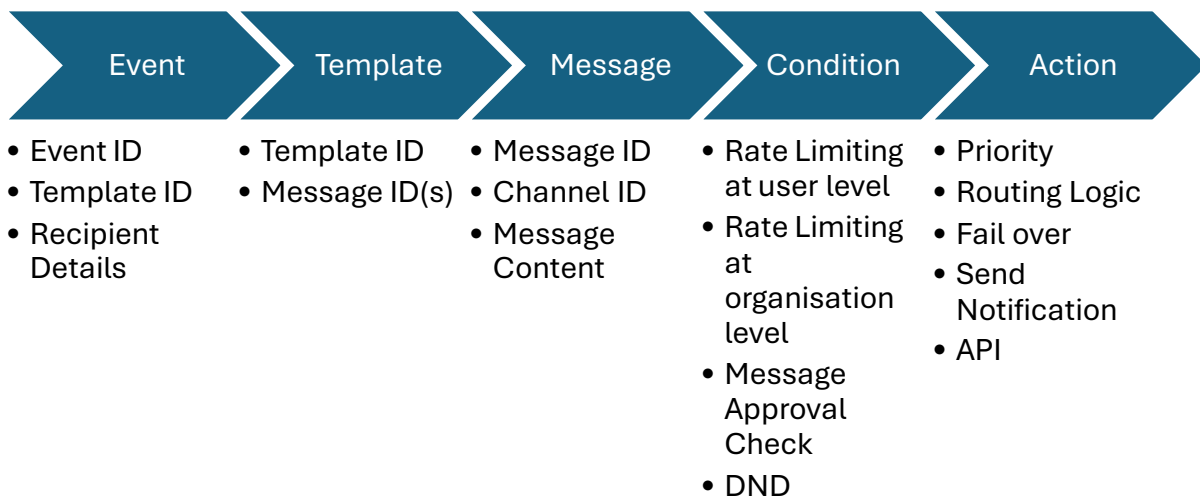 Event
Template
Message
Condition
Action
• Event ID
• Template ID
• Recipient
Details
• Template ID
• Message ID(s)
• Message ID
• Channel ID
• Message
Content
• Rate Limiting
at user level
• Rate Limiting
at
organisation
level
• Message
Approval
Check
• DND
• Priority
• Routing Logic
• Fail over
• Send
Notification
• API